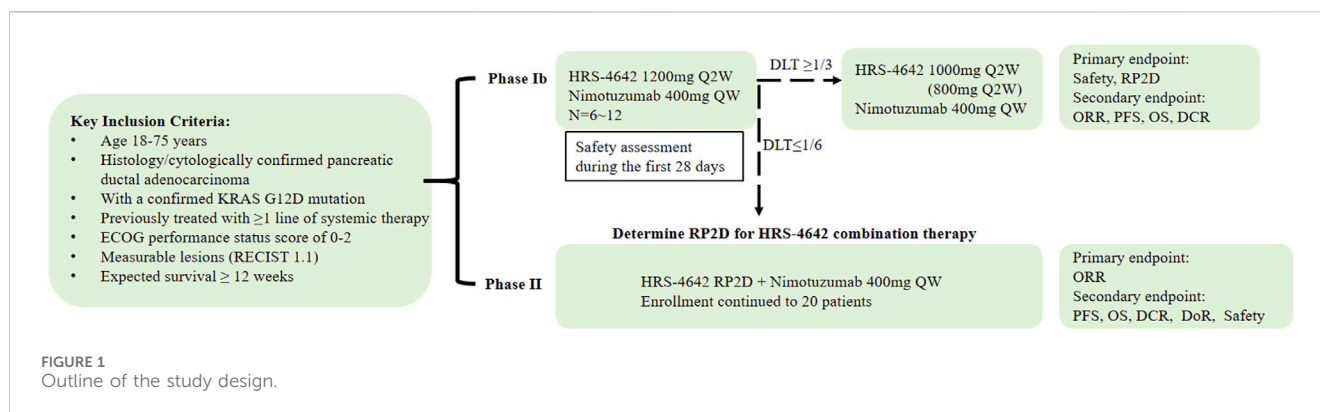 Key Inclusion Criteria:
• Age 18-75 years
• Histology/cytologically confirmed pancreatic
ductal adenocarcinoma
• With a confirmed KRAS G12D mutation
• Previously treated with ≥1 line of systemic therapy
• ECOG performance status score of 0-2
• Measurable lesions (RECIST 1.1)
• Expected survival ≥ 12 weeks
Phase Ib
HRS-4642 1200mg Q2W
Nimotuzumab 400mg QW
N=6~12
Safety assessment
during the first 28 days
DLT ≥1/3
DLT≤1/6
HRS-4642 1000mg Q2W
(800mg Q2W)
Nimotuzumab 400mg QW
Primary endpoint:
Safety, RP2D
Secondary endpoint:
ORR, PFS, OS, DCR
Determine RP2D for HRS-4642 combination therapy
Phase II
HRS-4642 RP2D + Nimotuzumab 400mg QW
Enrollment continued to 20 patients
Primary endpoint:
ORR
Secondary endpoint:
PFS, OS, DCR, DoR, Safety
FIGURE 1
Outline of the study design.